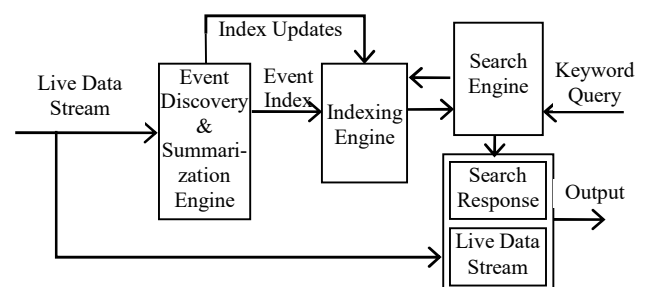 Index Updates
Live Data
Stream
Event
Discovery
&
Summari-
zation
Engine
Event
Index
Indexing
Engine
Search
Engine
Keyword
Query
Search
Response
Live Data
Stream
Output